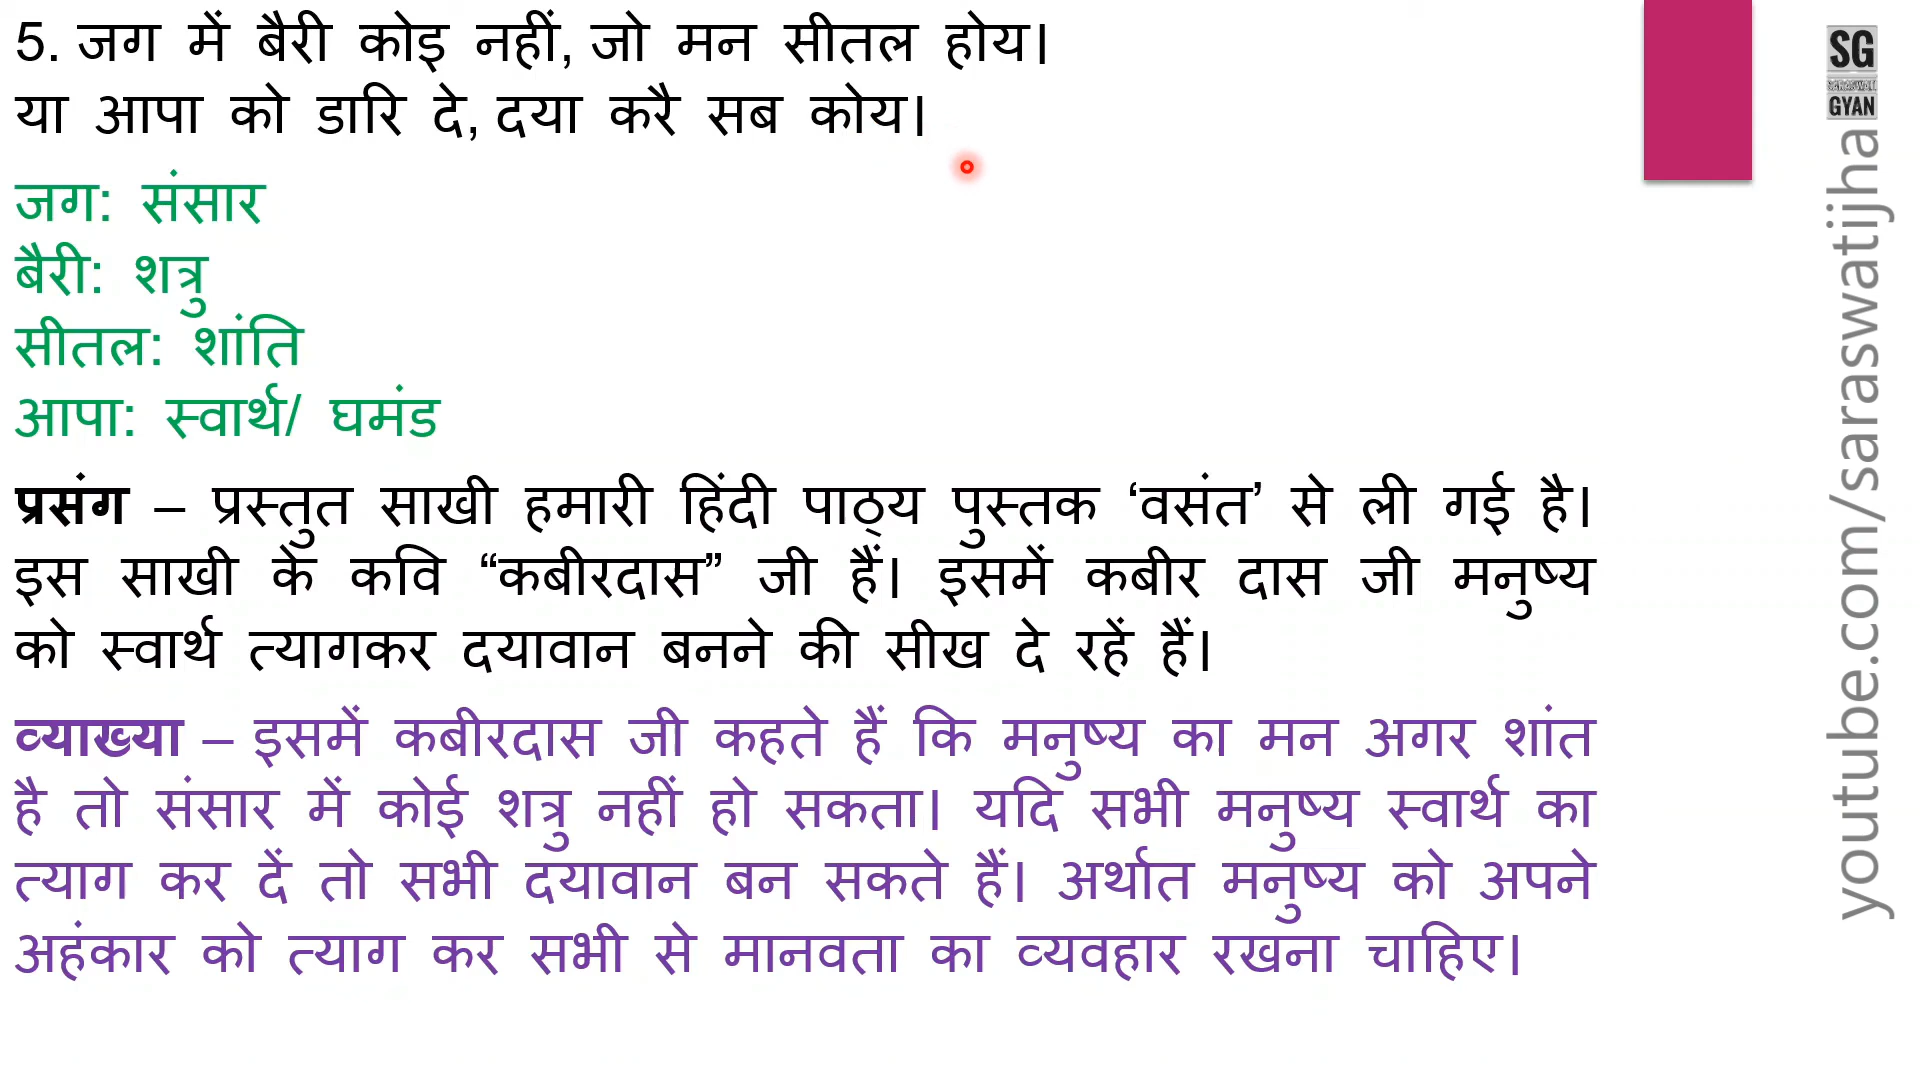 5. जग में बैरी कोइ नहीं, जो मन सीतल होय।
या आपा को डारि दे, दया करै सब कोय।
जग: संसार
बैरी: शत्रु
सीतल: शांति
आपा: स्वार्थ/ घमंड
प्रसंग – प्रस्तुत साखी हमारी हिंदी पाठ्य पुस्तक ‘वसंत’ से ली गई है।
इस साखी के कवि “कबीरदास” जी हैं। इसमें कबीर दास जी मनुष्य
को स्वार्थ त्यागकर दयावान बनने की सीख दे रहें हैं।
व्याख्या – इसमें कबीरदास जी कहते हैं कि मनुष्य का मन अगर शांत
है तो संसार में कोई शत्रु नहीं हो सकता। यदि सभी मनुष्य स्वार्थ का
त्याग कर दें तो सभी दयावान बन सकते हैं। अर्थात मनुष्य को अपने
अहंकार को त्याग कर सभी से मानवता का व्यवहार रखना चाहिए।
SG
GYAN
youtube.com/saraswatijha